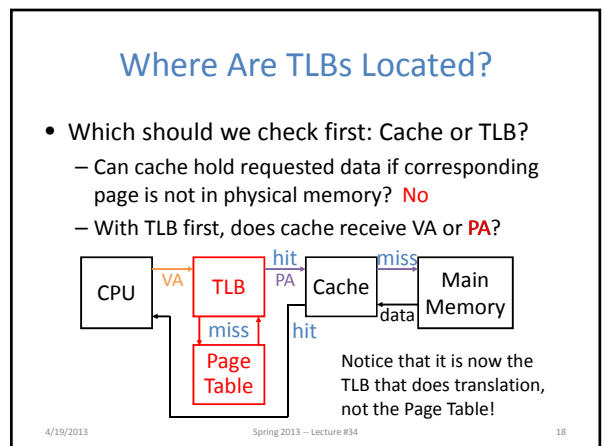 Where Are TLBs Located?
• Which should we check first: Cache or TLB?
– Can cache hold requested data if corresponding
page is not in physical memory? No
– With TLB first, does cache receive VA or PA?
CPU
VA
TLB
hit
PA
Cache
miss
data
Main
Memory
miss
hit
Page
Table
Notice that it is now the
TLB that does translation,
not the Page Table!
4/19/2013
Spring 2013 -- Lecture #34
18